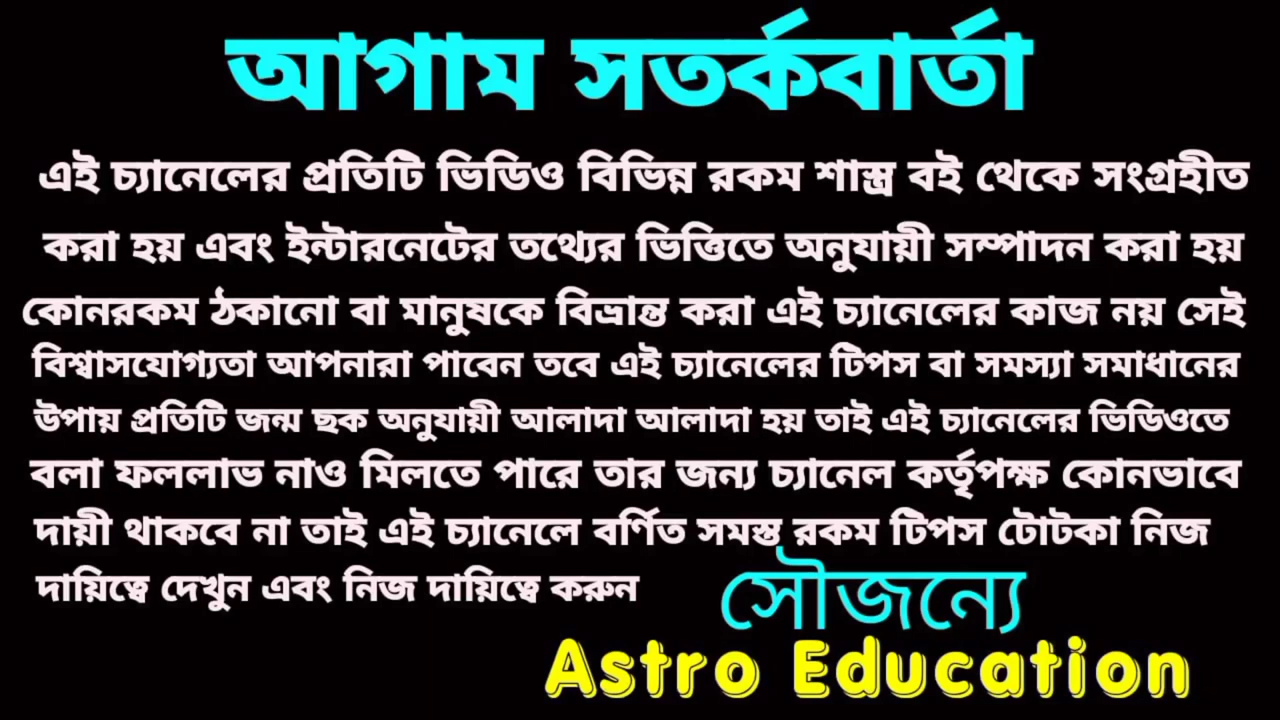 আগাম সতর্কবার্তা
এই চ্যানেলের প্রতিটি ভিডিও বিভিন্ন রকম শাস্ত্র বই থেকে সংগ্রহীত
করা হয় এবং ইন্টারনেটের তথ্যের ভিত্তিতে অনুযায়ী সম্পাদন করা হয়
কোনরকম ঠকানো বা মানুষকে বিভ্রান্ত করা এই চ্যানেলের কাজ নয় সেই
বিশ্বাসযোগ্যতা আপনারা পাবেন তবে এই চ্যানেলের টিপস বা সমস্যা সমাধানের
উপায় প্রতিটি জন্ম ছক অনুযায়ী আলাদা আলাদা হয় তাই এই চ্যানেলের ভিডিওতে
বলা ফললাভ নাও মিলতে পারে তার জন্য চ্যানেল কর্তৃপক্ষ কোনভাবে
দায়ী থাকবে না তাই এই চ্যানেলে বর্ণিত সমস্ত রকম টিপস টোটকা নিজ
দায়িত্বে দেখুন এবং নিজ দায়িত্বে করুন
সৌজন্যে
Astro Education